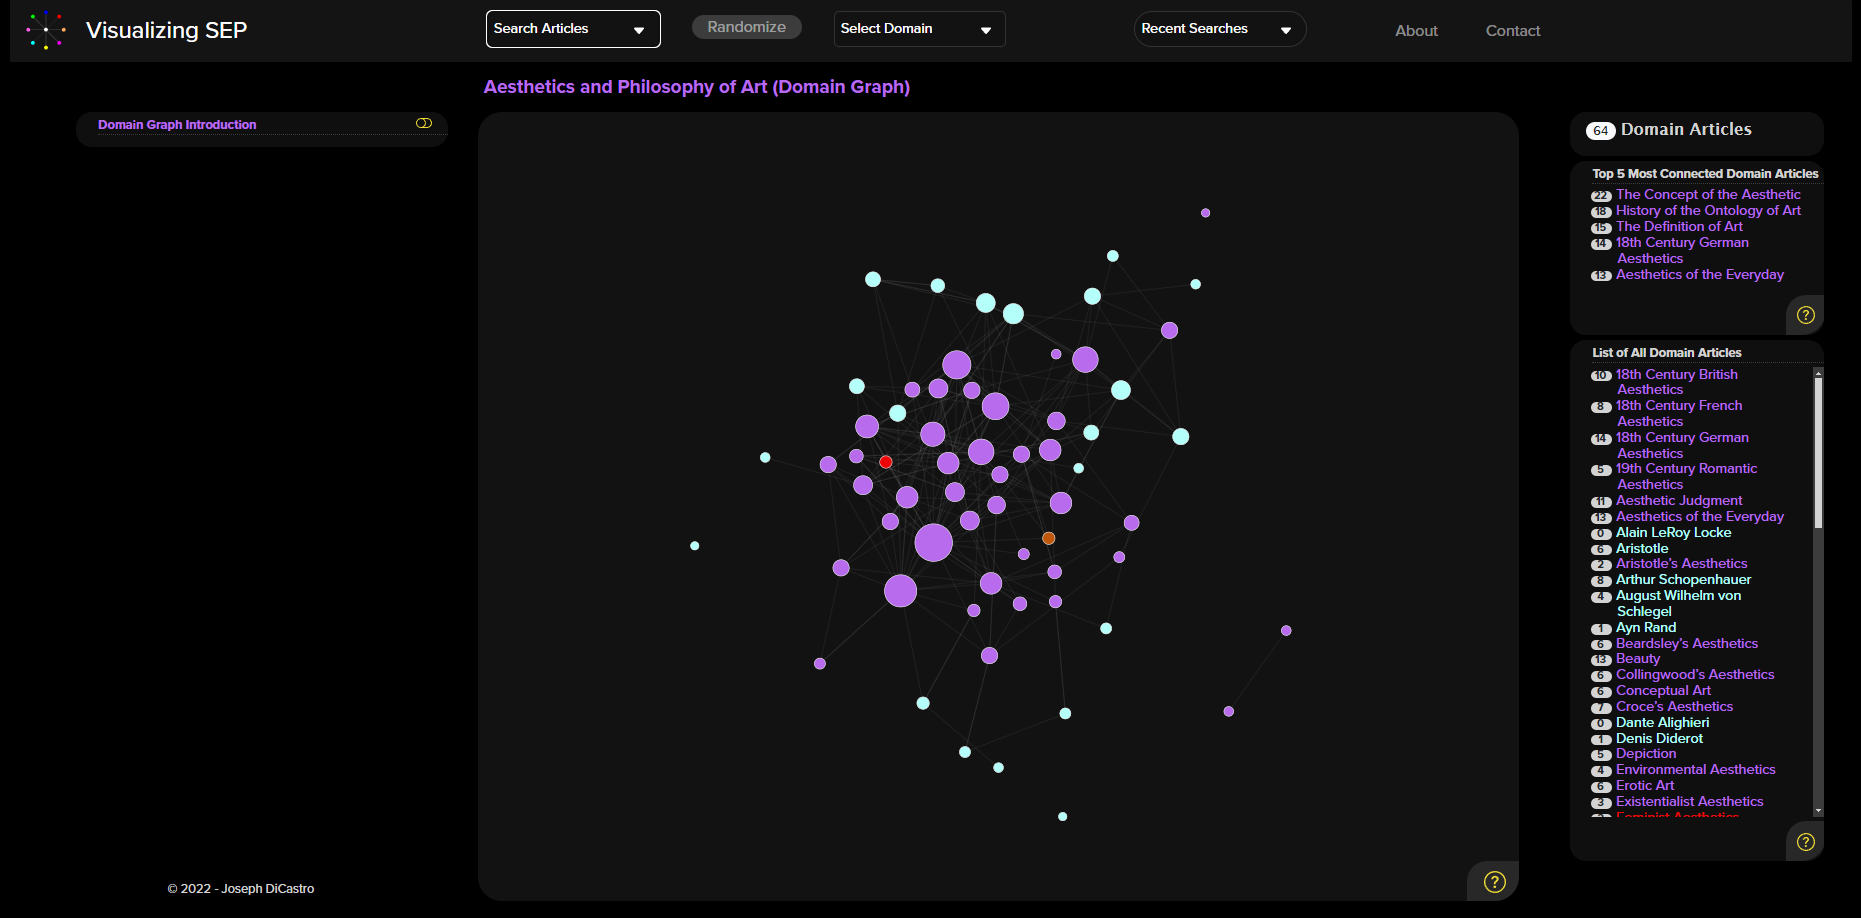 Visualizing SEP
Search Articles
Randomize
Select Domain
Recent Searches
About
Contact
Aesthetics and Philosophy of Art (Domain Graph)
Domain Graph Introduction
64 Domain Articles
Top 5 Most Connected Domain Articles
22 The Concept of the Aesthetic
18 History of the Ontology of Art
15 The Definition of Art
14 18th Century German
Aesthetics
13 Aesthetics of the Everyday
?
List of All Domain Articles
10 18th Century British
Aesthetics
8 18th Century French
Aesthetics
14 18th Century German
Aesthetics
5 19th Century Romantic
Aesthetics
11 Aesthetic Judgment
13 Aesthetics of the Everyday
0 Alain LeRoy Locke
6 Aristotle
2 Aristotle's Aesthetics
8 Arthur Schopenhauer
4 August Wilhelm von
Schlegel
1 Ayn Rand
6 Beardsley's Aesthetics
13 Beauty
6 Collingwood's Aesthetics
6 Conceptual Art
7 Croce's Aesthetics
0 Dante Alighieri
1 Denis Diderot
5 Depiction
4 Environmental Aesthetics
6 Erotic Art
3 Existentialist Aesthetics
Feminist Aesthetics
?
?
© 2022 - Joseph DiCastro